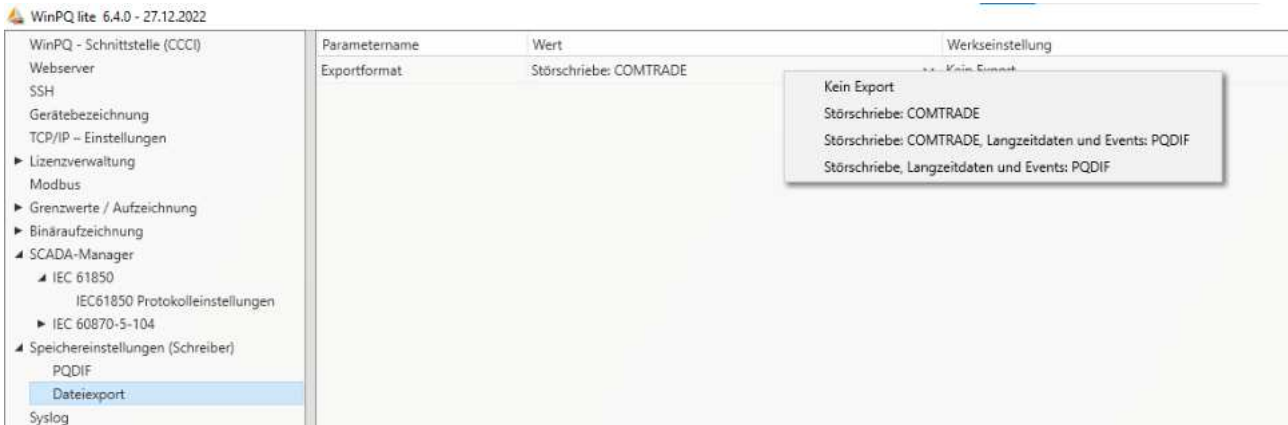 WinPQ lite 6.4.0 - 27.12.2022
WinPQ - Schnittstelle (CCCI)
Webserver
SSH
Gerätebezeichnung
TCP/IP – Einstellungen
Lizenzverwaltung
Modbus
Grenzwerte / Aufzeichnung
Binäraufzeichnung
SCADA-Manager
IEC 61850
IEC61850 Protokolleinstellungen
IEC 60870-5-104
Speichereinstellungen (Schreiber)
PQDIF
Dateiexport
Syslog
Parametername Wert Werkseinstellung
Exportformat Störschriebe: COMTRADE Kein Export
Kein Export
Störschriebe: COMTRADE
Störschriebe: COMTRADE, Langzeitdaten und Events: PQDIF
Störschriebe, Langzeitdaten und Events: PQDIF